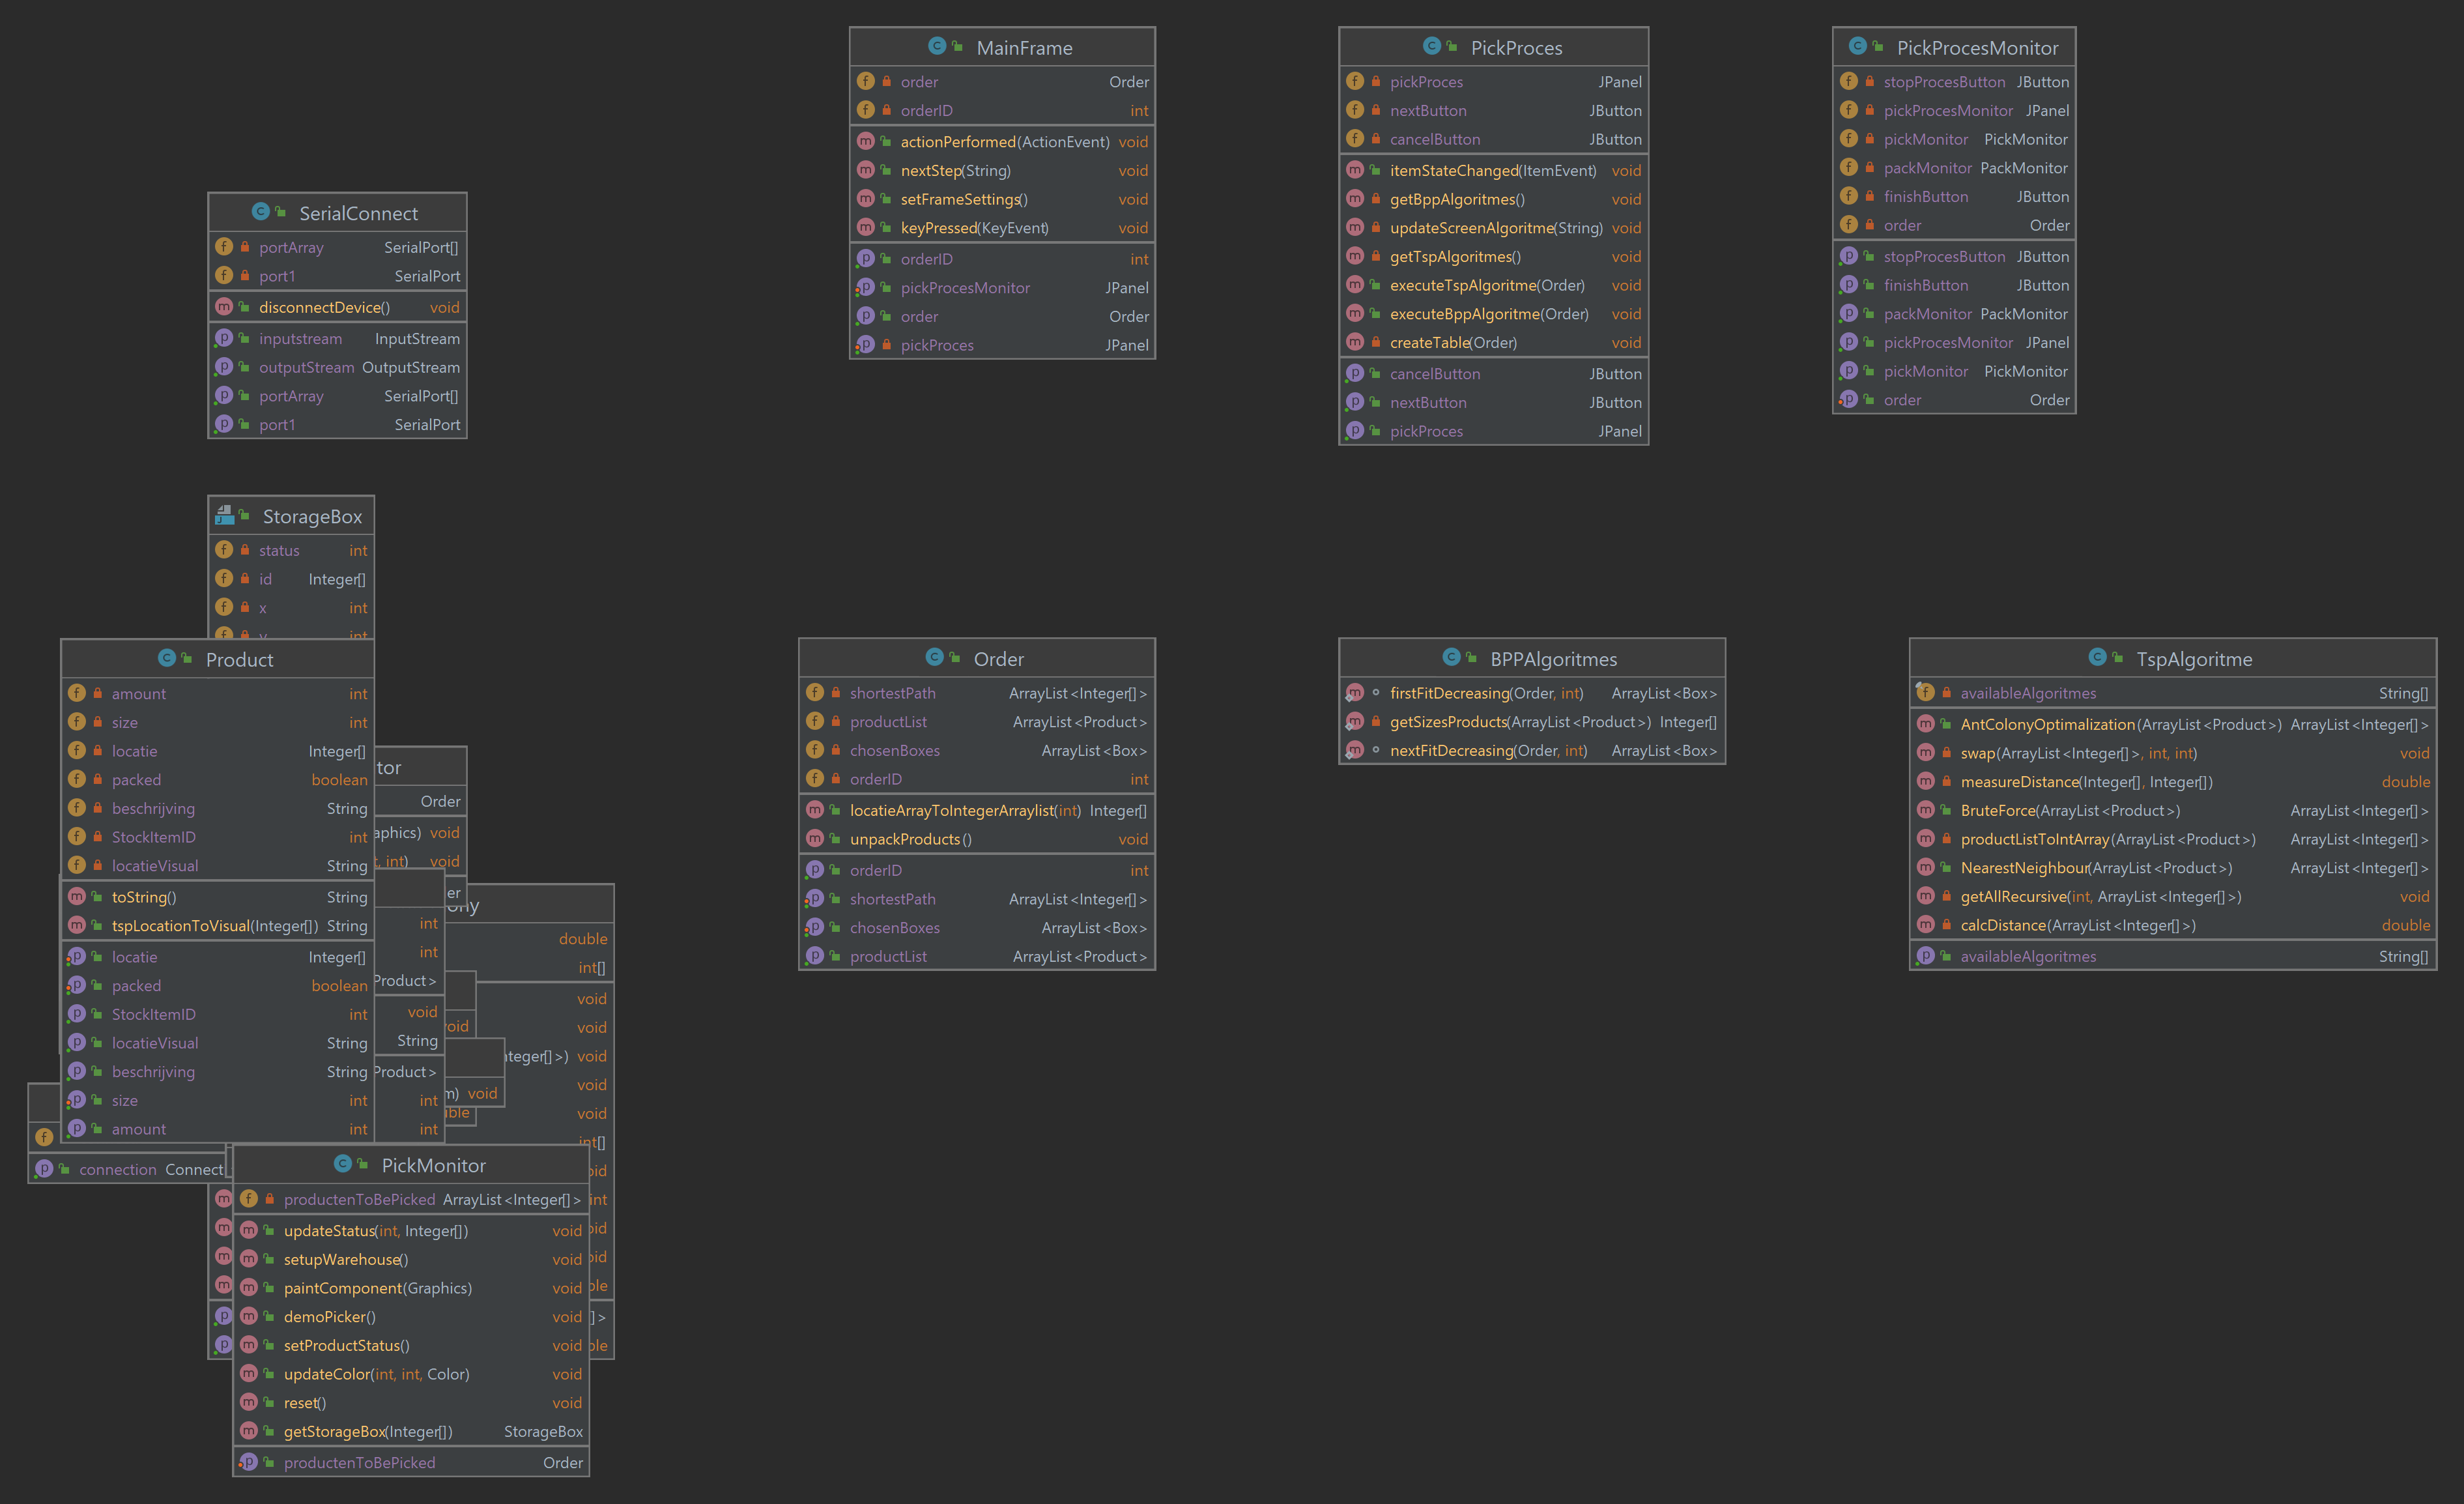 MainFrame
order Order
orderID int
actionPerformed(ActionEvent) void
nextStep(String) void
setFrameSettings() void
keyPressed(KeyEvent) void
orderID int
pickProcesMonitor JPanel
order Order
pickProces JPanel
PickProces
pickProces JPanel
nextButton JButton
cancelButton JButton
itemStateChanged(ItemEvent) void
getBppAlgoritmes() void
updateScreenAlgoritme(String) void
getTspAlgoritmes() void
executeTspAlgoritme(Order) void
executeBppAlgoritme(Order) void
createTable(Order) void
cancelButton JButton
nextButton JButton
pickProces JPanel
PickProcesMonitor
stopProcesButton JButton
pickProcesMonitor JPanel
pickMonitor PickMonitor
packMonitor PackMonitor
finishButton JButton
order Order
stopProcesButton JButton
finishButton JButton
packMonitor PackMonitor
pickProcesMonitor JPanel
pickMonitor PickMonitor
order Order
SerialConnect
portArray SerialPort[]
port1 SerialPort
disconnectDevice() void
inputstream InputStream
outputStream OutputStream
portArray SerialPort[]
port1 SerialPort
StorageBox
status int
id Integer[]
x int
y int
Product
amount int
size int
locatie Integer[]
packed boolean
beschrijving String
StockItemID int
locatieVisual String
toString() String
tspLocationToVisual(Integer[]) String
locatie Integer[]
packed boolean
StockItemID int
locatieVisual String
beschrijving String
size int
amount int
tor
Order
aphics) void
t, int) void
er
ony
double
int[]
void
void
nteger[]>) void
void
void
int[]
oid
int
oid
oid
ble
[]>
ble
int
int
Product>
void
String
Product>
int
int
void
m) void
ible
connection Connect
PickMonitor
productenToBePicked ArrayList<Integer[]>
updateStatus(int, Integer[]) void
setupWarehouse() void
paintComponent(Graphics) void
demoPicker() void
setProductStatus() void
updateColor(int, int, Color) void
reset() void
getStorageBox(Integer[]) StorageBox
productenToBePicked Order
Order
shortestPath ArrayList<Integer[]>
productList ArrayList<Product>
chosenBoxes ArrayList<Box>
orderID int
locatieArrayToIntegerArraylist(int) Integer[]
unpackProducts() void
orderID int
shortestPath ArrayList<Integer[]>
chosenBoxes ArrayList<Box>
productList ArrayList<Product>
BPPAlgoritmes
firstFitDecreasing(Order, int) ArrayList<Box>
getSizesProducts(ArrayList<Product>) Integer[]
nextFitDecreasing(Order, int) ArrayList<Box>
TspAlgoritme
availableAlgoritmes String[]
AntColonyOptimalization(ArrayList<Product>) ArrayList<Integer[]>
swap(ArrayList<Integer[]>, int, int) void
measureDistance(Integer[], Integer[]) double
BruteForce(ArrayList<Product>) ArrayList<Integer[]>
productListToIntArray(ArrayList<Product>) ArrayList<Integer[]>
NearestNeighbour(ArrayList<Product>) ArrayList<Integer[]>
getAllRecursive(int, ArrayList<Integer[]>) void
calcDistance(ArrayList<Integer[]>) double
availableAlgoritmes String[]